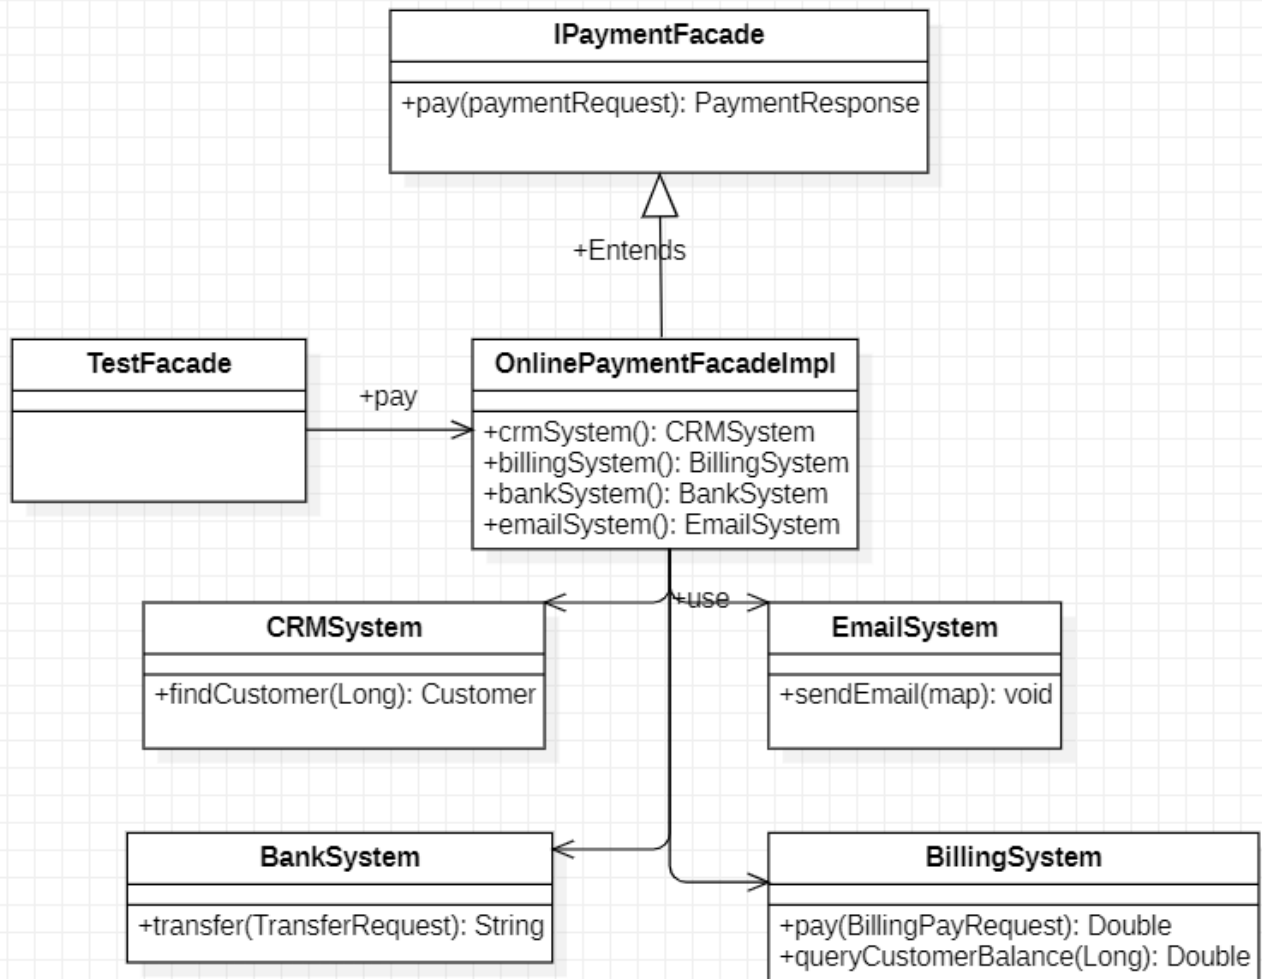 IPaymentFacade
+pay(paymentRequest): PaymentResponse
+Entends
TestFacade
+pay
OnlinePaymentFacadeImpl
+crmSystem(): CRMSystem
+billingSystem(): BillingSystem
+bankSystem(): BankSystem
+emailSystem(): EmailSystem
+use
CRMSystem
+findCustomer(Long): Customer
EmailSystem
+sendEmail(map): void
BankSystem
+transfer(TransferRequest): String
BillingSystem
+pay(BillingPayRequest): Double
+queryCustomerBalance(Long): Double